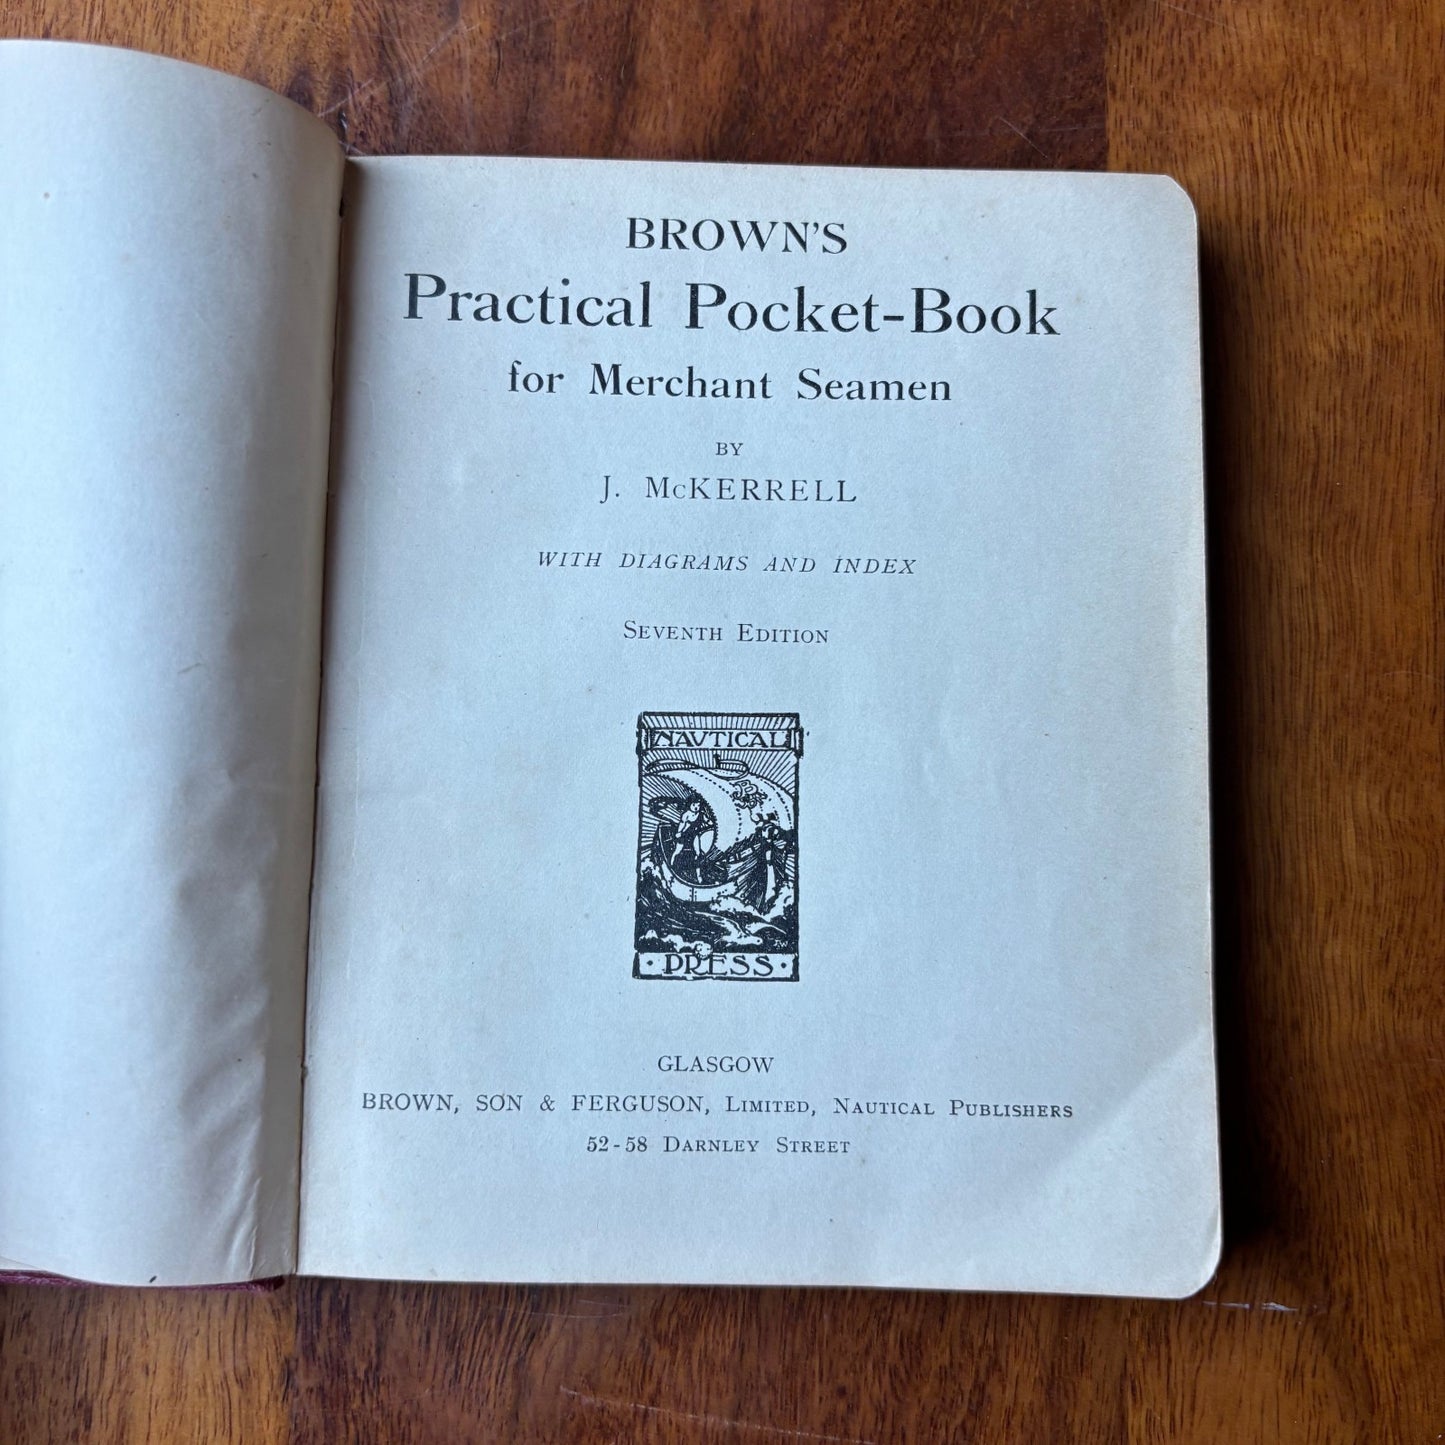 BROWN'S
Practical Pocket-Book
for Merchant Seamen
BY
J. McKERRELL
WITH DIAGRAMS AND INDEX
SEVENTH EDITION
NAVTICAL
PRESS
GLASGOW
BROWN, SON & FERGUSON, LIMITED, NAUTICAL PUBLISHERS
52-58 DARNLEY STREET